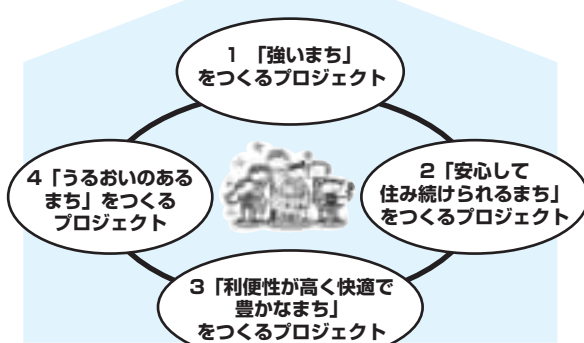 1 「強いまち」
をつくるプロジェクト
2「安心して
住み続けられるまち」
をつくるプロジェクト
3「利便性が高く快適で
豊かなまち」
をつくるプロジェクト
4「うるおいのある
まち」をつくる
プロジェクト